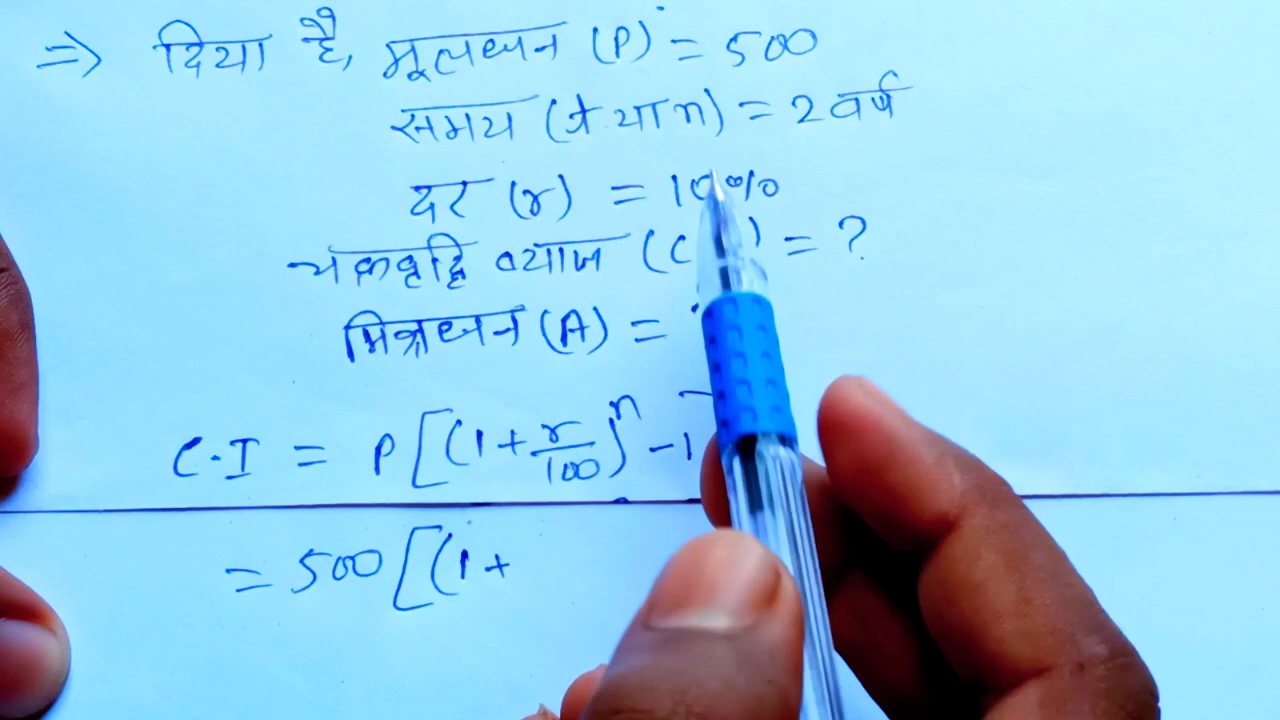 => दिया है, मूलधन (P) = 500
समय (t या n) = 2 वर्ष
दर (r) = 10%
चक्रवृद्धि ब्याज (C ) = ?
मिश्रधन (A) =
C.I = P[(1+r/100)^n -1
= 500[(1+